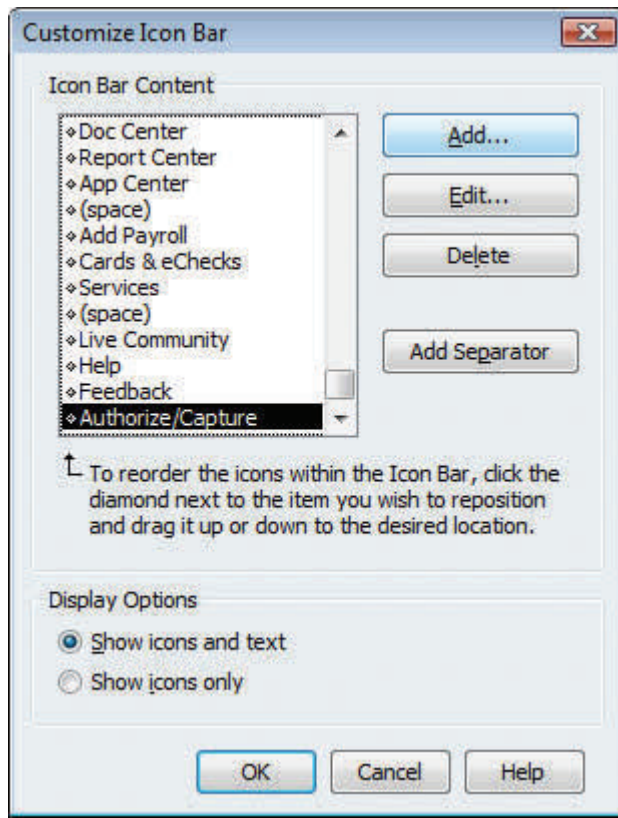 Customize Icon Bar
Icon Bar Content
Doc Center
Report Center
App Center
(space)
Add Payroll
Cards & eChecks
Services
(space)
Live Community
Help
Feedback
Authorize/Capture
Add...
Edit...
Delete
Add Separator
To reorder the icons within the Icon Bar, click the
diamond next to the item you wish to reposition
and drag it up or down to the desired location.
Display Options
Show icons and text
Show icons only
OK
Cancel
Help